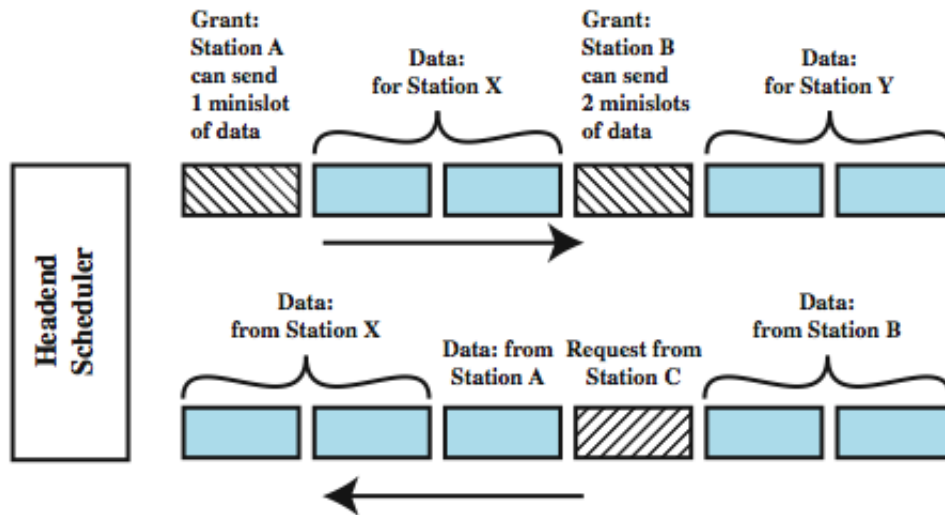 Grant:
Station A
can send
1 minislot
of data
Data:
for Station X
Grant:
Station B
can send
2 minislots
of data
Data:
for Station Y
Headend
Scheduler
Data:
from Station X
Data: from
Station A
Request from
Station C
Data:
from Station B